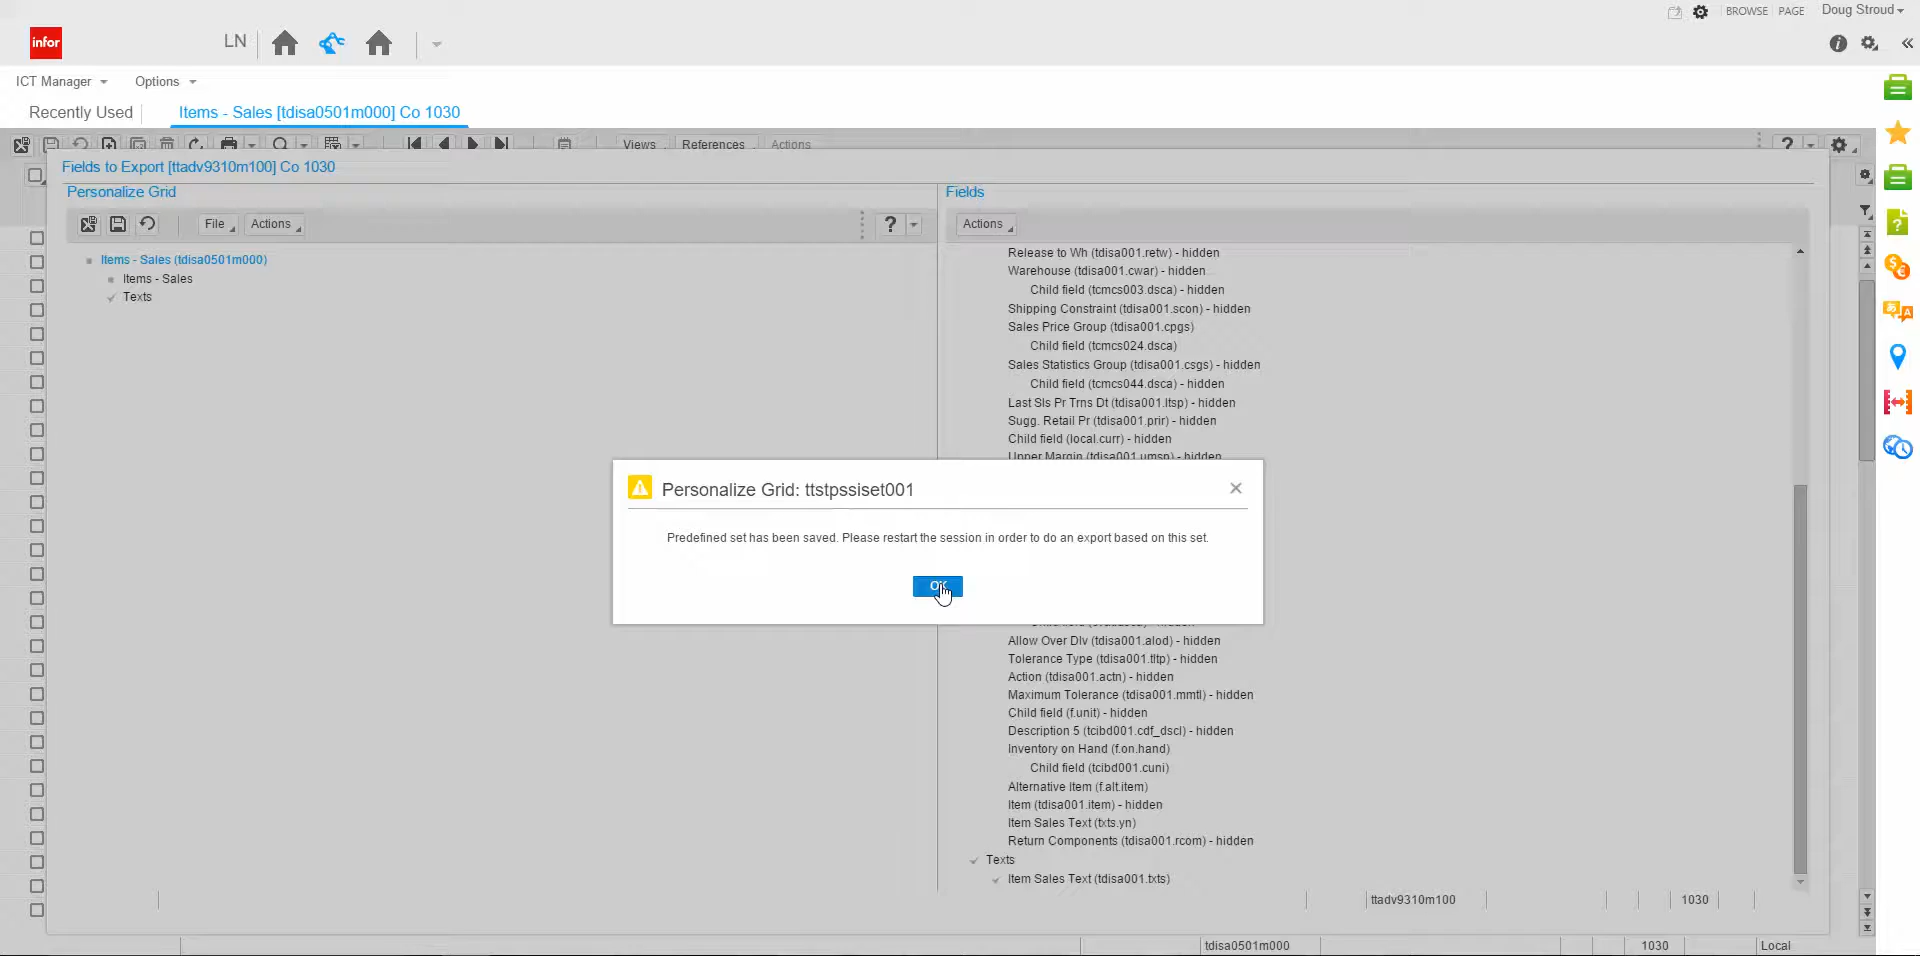 BROWSE PAGE Doug Stroud
infor
LN
ICT Manager Options
Recently Used Items - Sales [tdisa0501m000] Co 1030
Views References Actions ?
Fields to Export [ttadv9310m100] Co 1030
Personalize Grid Fields
File Actions ? Actions
Items - Sales (tdisa0501m000)
Items - Sales
Texts
Release to Wh (tdisa001.retw) - hidden
Warehouse (tdisa001.cwar) - hidden
Child field (tcmcs003.dsca) - hidden
Shipping Constraint (tdisa001.scon) - hidden
Sales Price Group (tdisa001.cpgs)
Child field (tcmcs024.dsca)
Sales Statistics Group (tdisa001.csgs) - hidden
Child field (tcmcs044.dsca) - hidden
Last Sls Pr Trns Dt (tdisa001.ltsp) - hidden
Sugg. Retail Pr (tdisa001.prir) - hidden
Child field (local.curr) - hidden
Upper Margin (tdisa001.umsp) - hidden
Personalize Grid: ttstpssiset001
Predefined set has been saved. Please restart the session in order to do an export based on this set.
OK
Allow Over Dlv (tdisa001.alod) - hidden
Tolerance Type (tdisa001.tltp) - hidden
Action (tdisa001.actn) - hidden
Maximum Tolerance (tdisa001.mmtl) - hidden
Child field (f.unit) - hidden
Description 5 (tcibd001.cdf_dscl) - hidden
Inventory on Hand (f.on.hand)
Child field (tcibd001.cuni)
Alternative Item (f.alt.item)
Item (tdisa001.item) - hidden
Item Sales Text (txts.yn)
Return Components (tdisa001.rcom) - hidden
Texts
Item Sales Text (tdisa001.txts)
ttadv9310m100 1030
tdisa0501m000 1030 Local